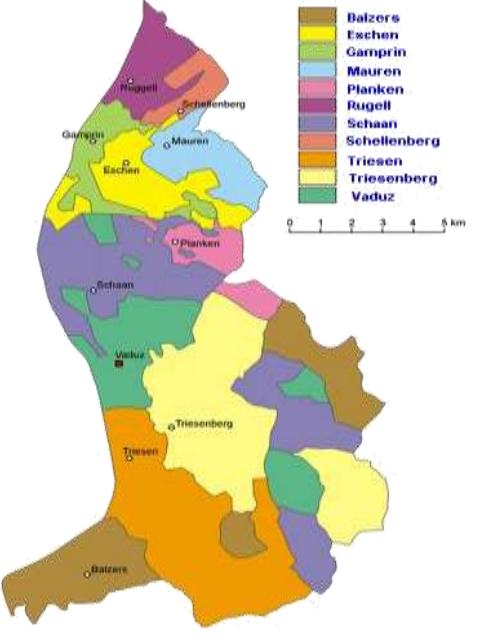 Balzers
Eschen
Gamprin
Mauren
Planken
Rugell
Schaan
Schellenberg
Triesen
Triesenberg
Vaduz
0 1 2 3 4 5 km
Ruggell
Schellenberg
Gamprin
Mauren
Eschen
Planken
Schaan
Vaduz
Triesenberg
Triesen
Balzers